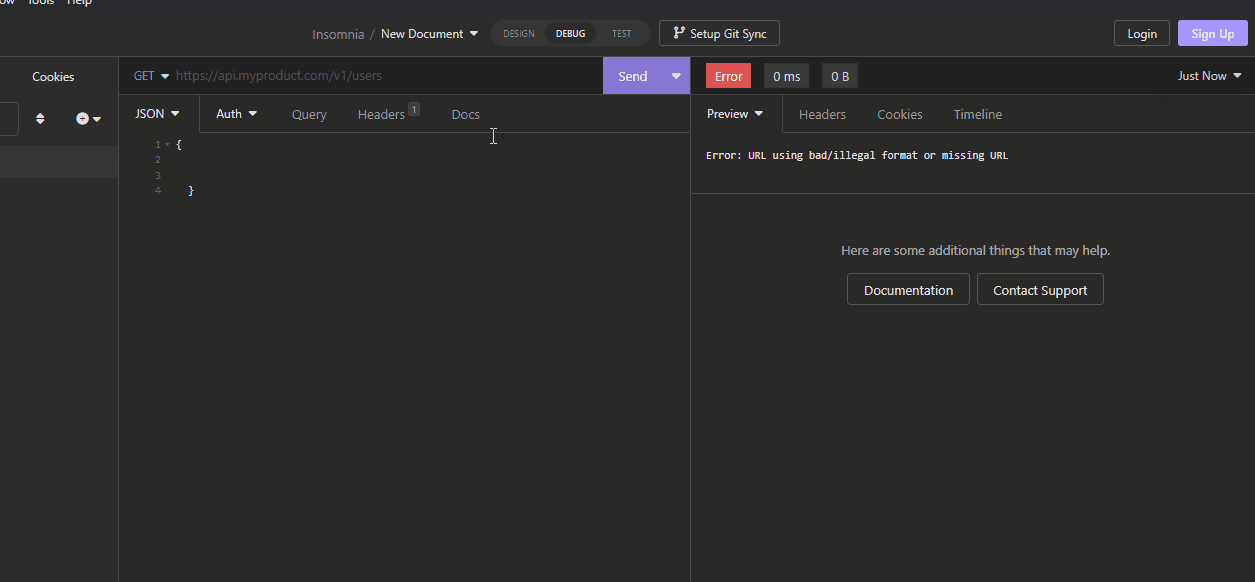 ow Tools Help
Insomnia / New Document DESIGN DEBUG TEST Setup Git Sync Login Sign Up
Cookies GET https://api.myproduct.com/v1/users Send Error 0 ms 0 B Just Now
JSON Auth Query Headers 1 Docs Preview Headers Cookies Timeline
1 {
2
3
4 }
Error: URL using bad/illegal format or missing URL
Here are some additional things that may help.
Documentation Contact Support